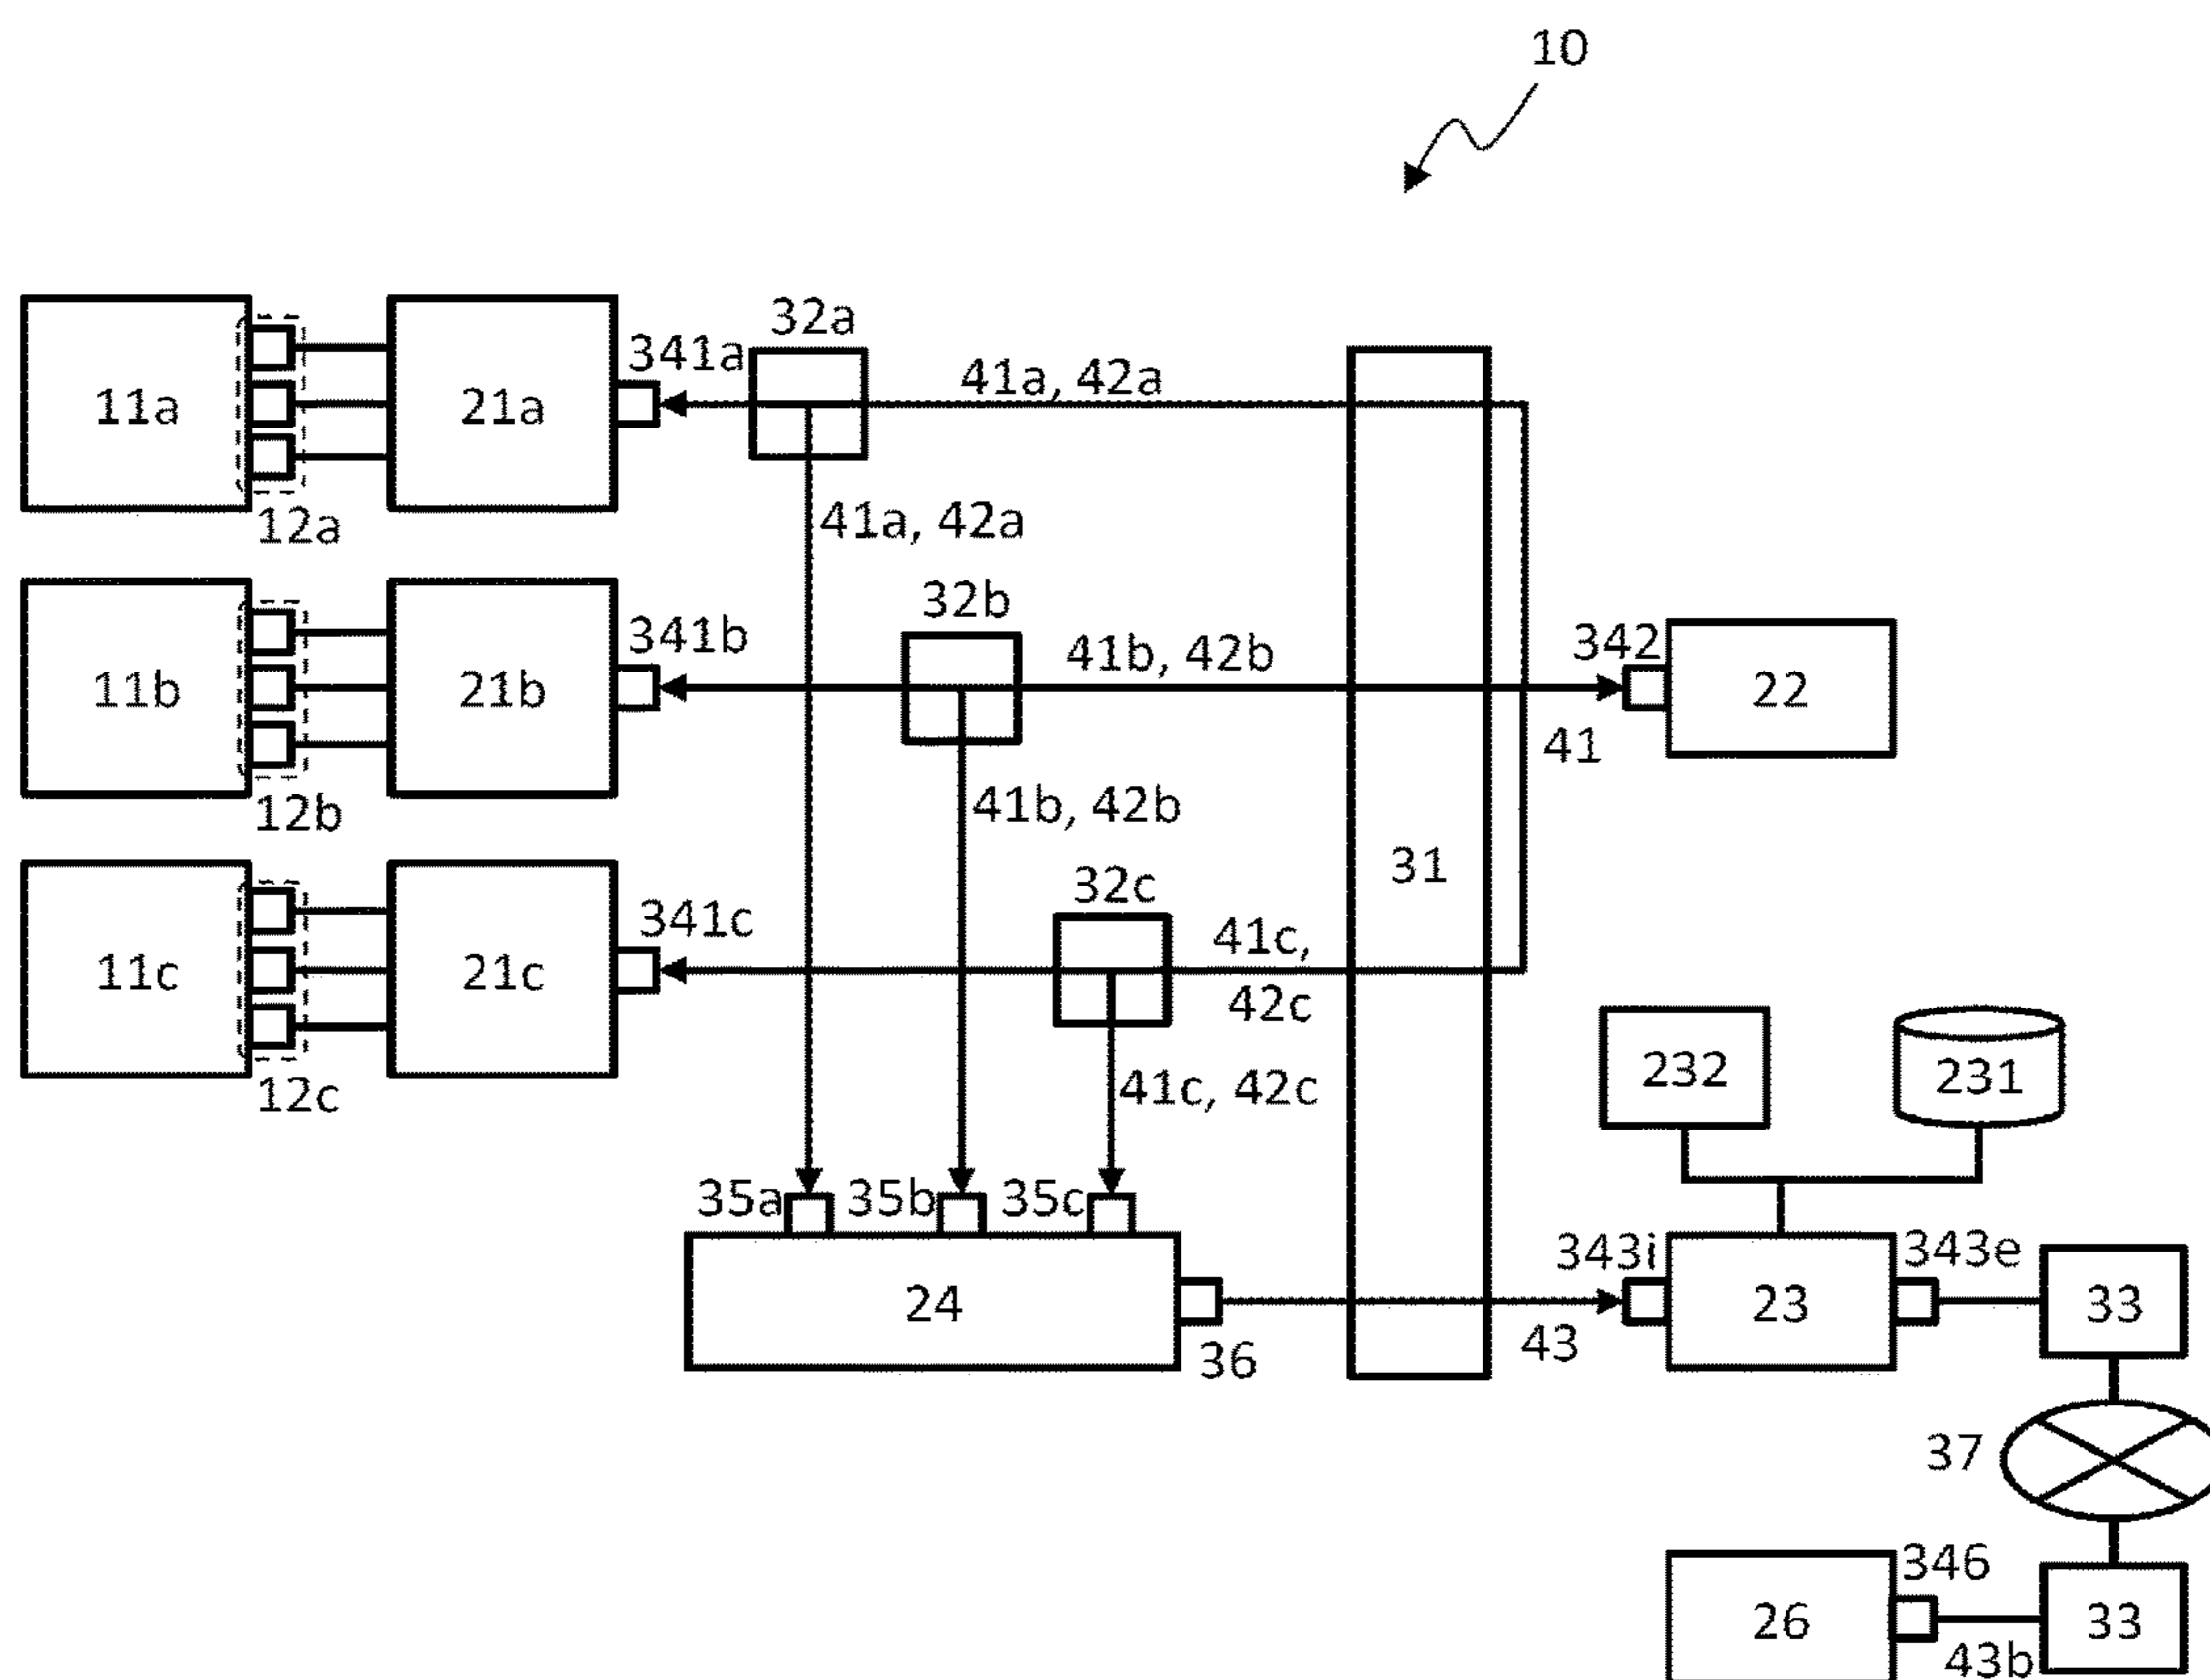 10
32a
341a
41a, 42a
11a
21a
12a
41a, 42a
32b
341b
41b, 42b
342
11b
21b
22
41
12b
41b, 42b
31
32c
341c
41c,
11c
21c
42c
232
231
12c
41c, 42c
35a
35b
35c
343i
343e
24
23
33
36
43
37
346
26
33
43b